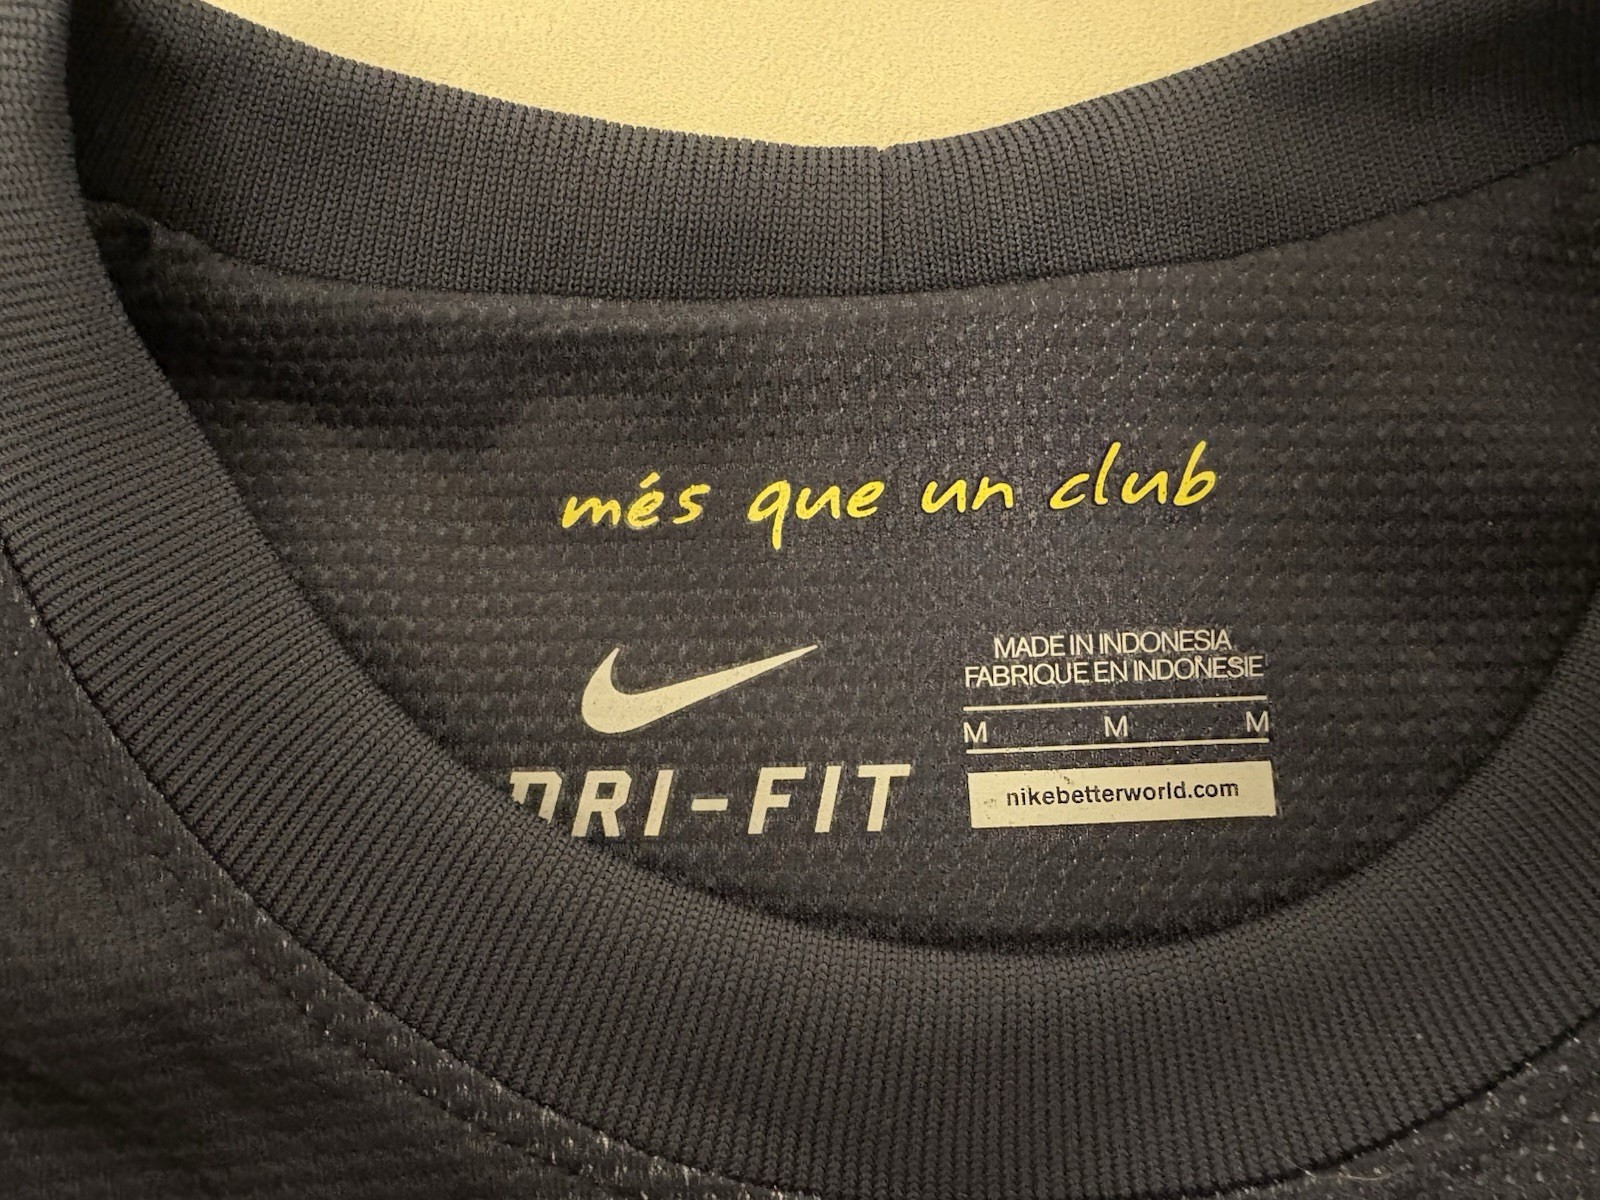 més que un club
DRI-FIT
MADE IN INDONESIA
FABRIQUE EN INDONESIE
M M M
nikebetterworld.com